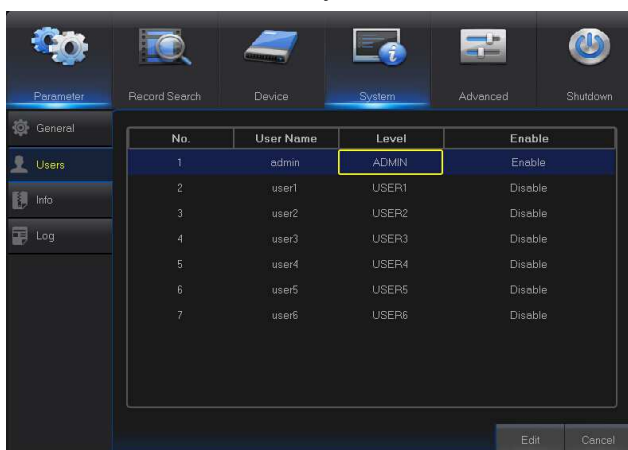 Parameter Record Search Device System Advanced Shutdown
General
Users
Info
Log
No. User Name Level Enable
1 admin ADMIN Enable
2 user1 USER1 Disable
3 user2 USER2 Disable
4 user3 USER3 Disable
5 user4 USER4 Disable
6 user5 USER5 Disable
7 user6 USER6 Disable
Edit Cancel